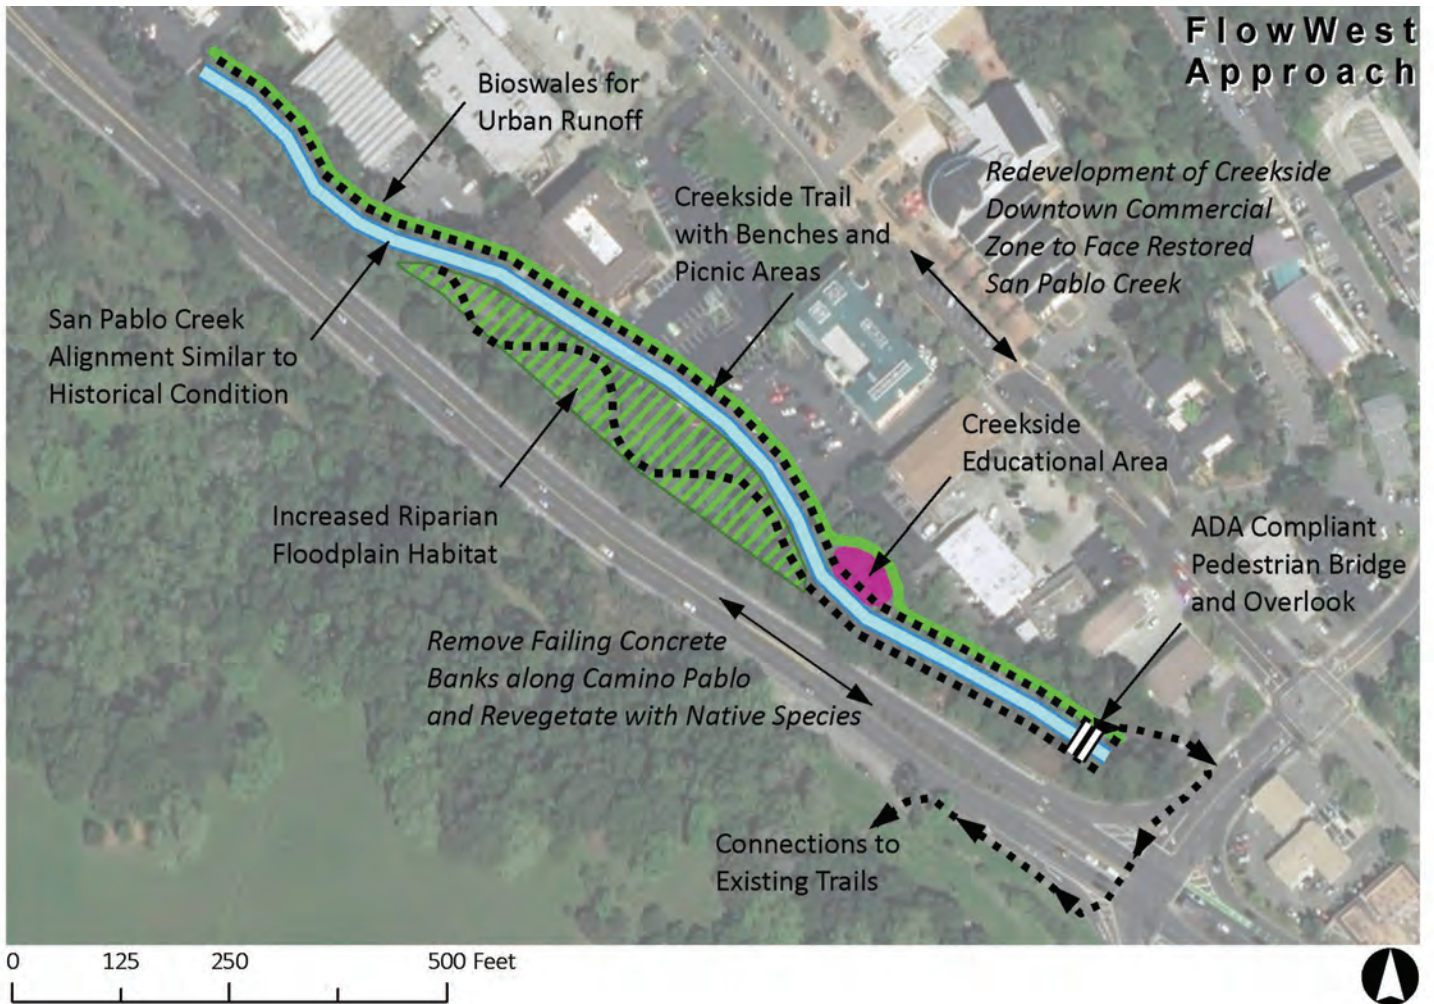 FlowWest
Approach
Bioswales for
Urban Runoff
Redevelopment of Creekside
Downtown Commercial
Zone to Face Restored
San Pablo Creek
Creekside Trail
with Benches and
Picnic Areas
San Pablo Creek
Alignment Similar to
Historical Condition
Creekside
Educational Area
Increased Riparian
Floodplain Habitat
ADA Compliant
Pedestrian Bridge
and Overlook
Remove Failing Concrete
Banks along Camino Pablo
and Revegetate with Native Species
Connections to
Existing Trails
0 125 250 500 Feet